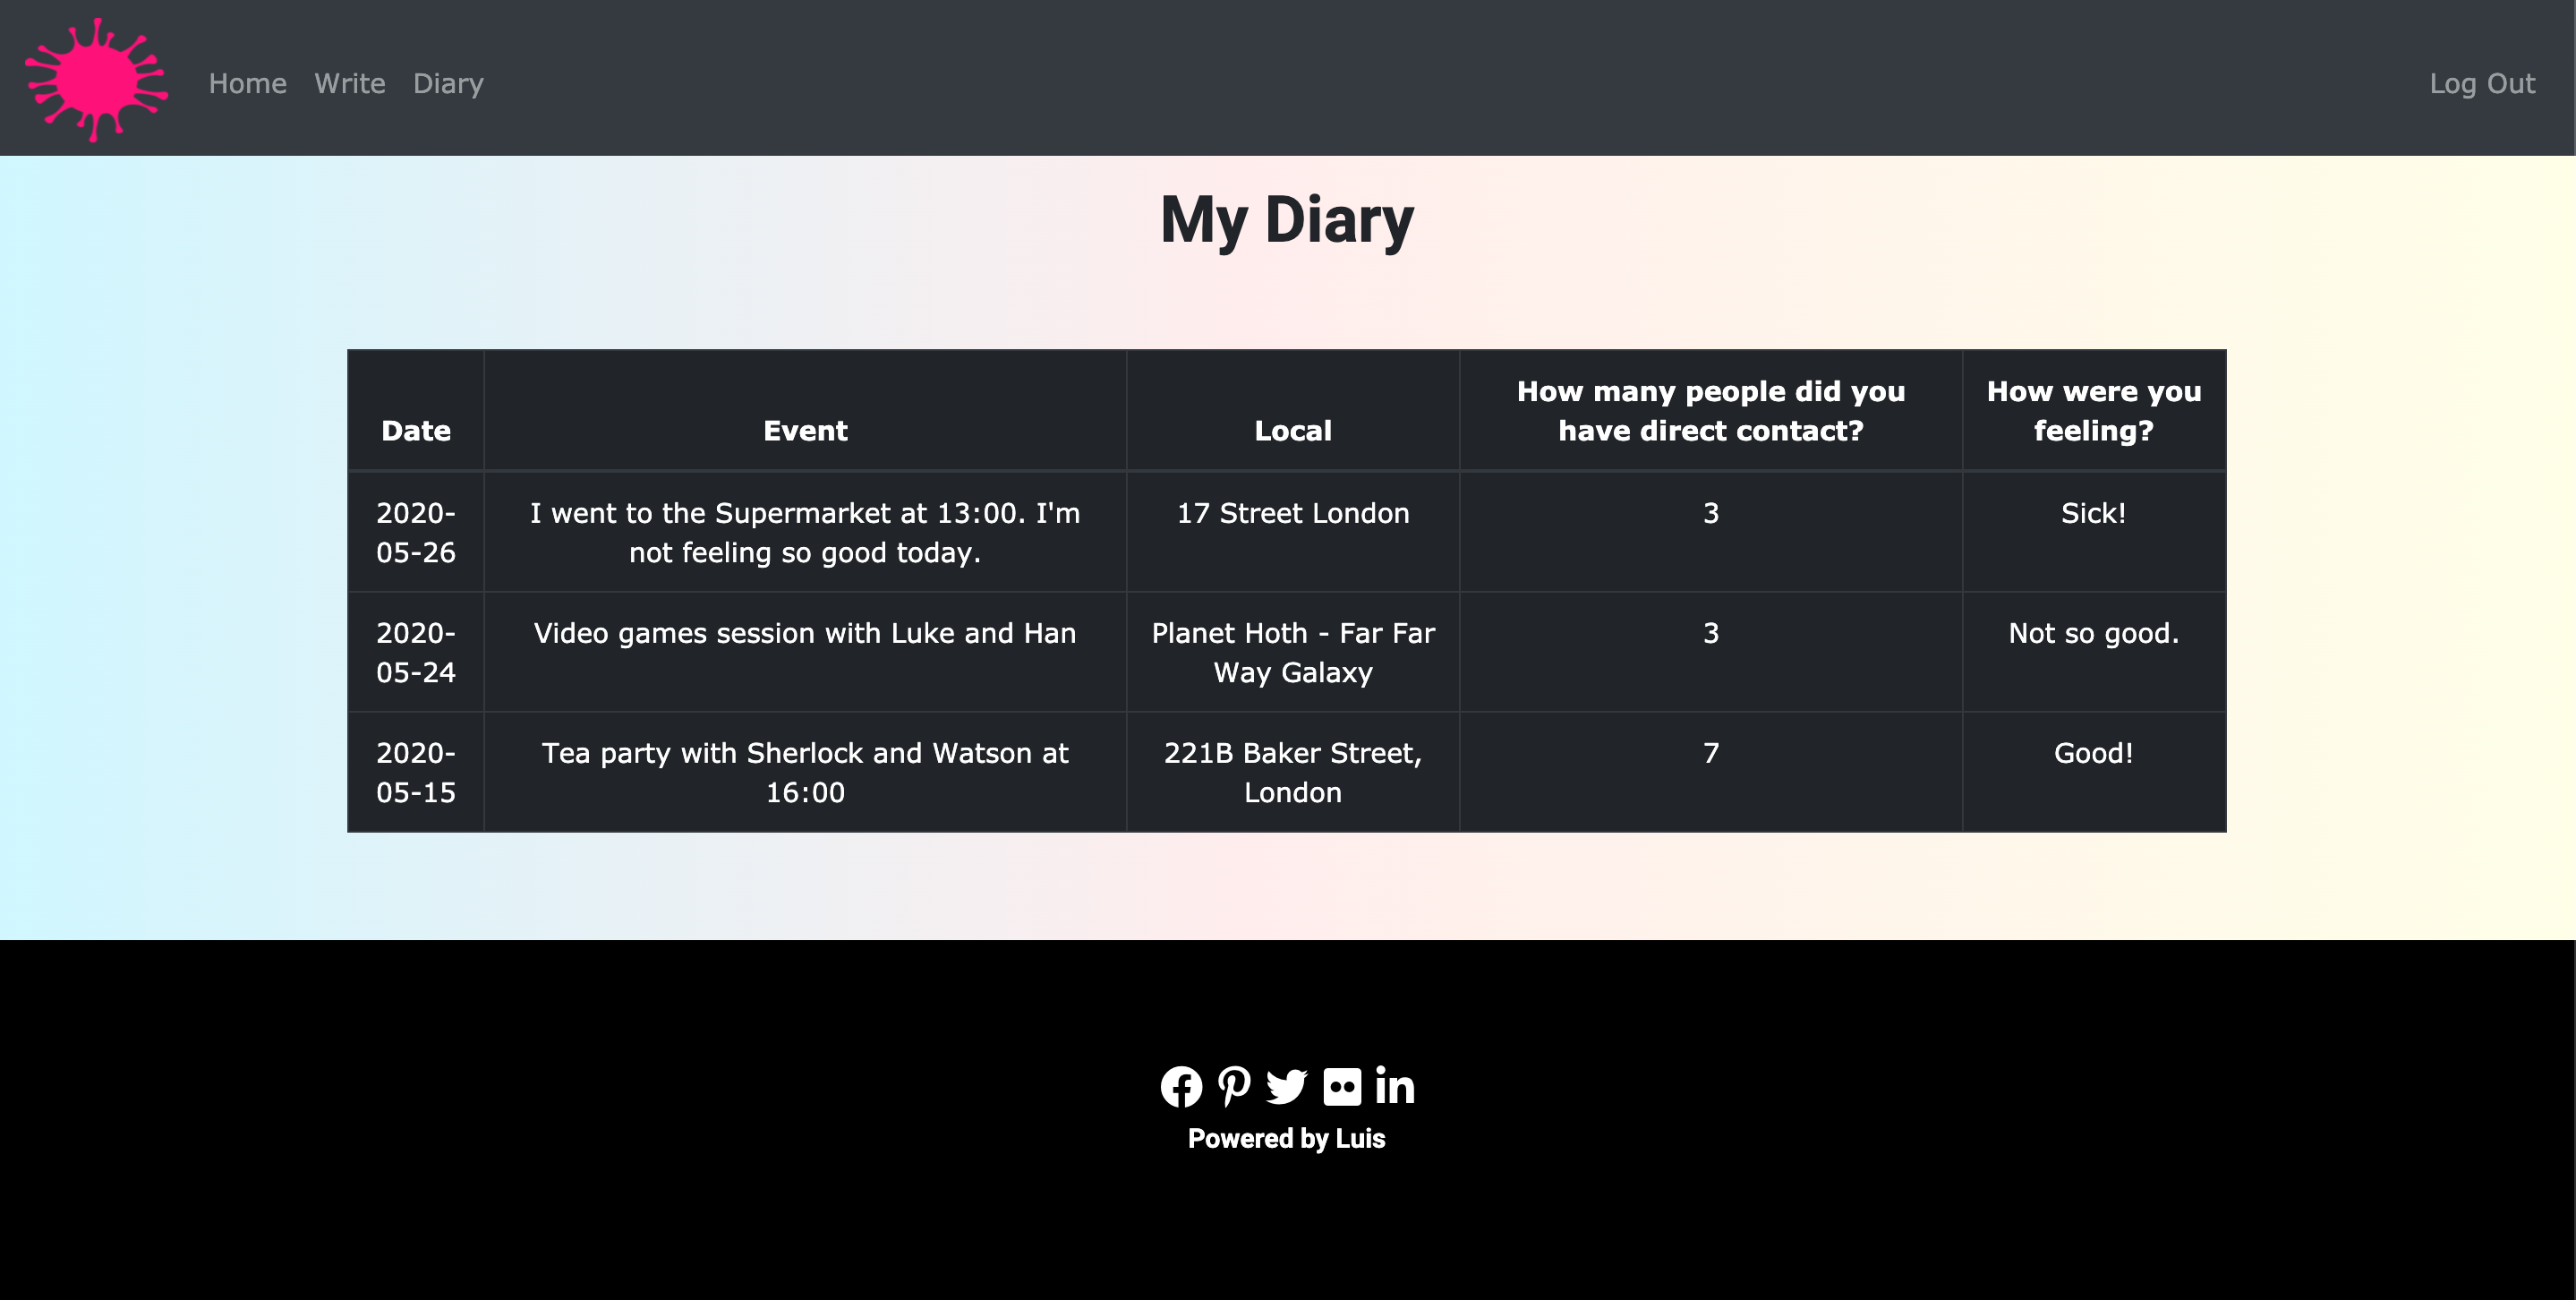 Home Write Diary Log Out
My Diary
How many people did you How were you
Date Event Local have direct contact? feeling?
2020- I went to the Supermarket at 13:00. I'm 17 Street London 3 Sick!
05-26 not feeling so good today.
2020- Video games session with Luke and Han Planet Hoth - Far Far 3 Not so good.
05-24 Way Galaxy
2020- Tea party with Sherlock and Watson at 221B Baker Street, 7 Good!
05-15 16:00 London
Powered by Luis